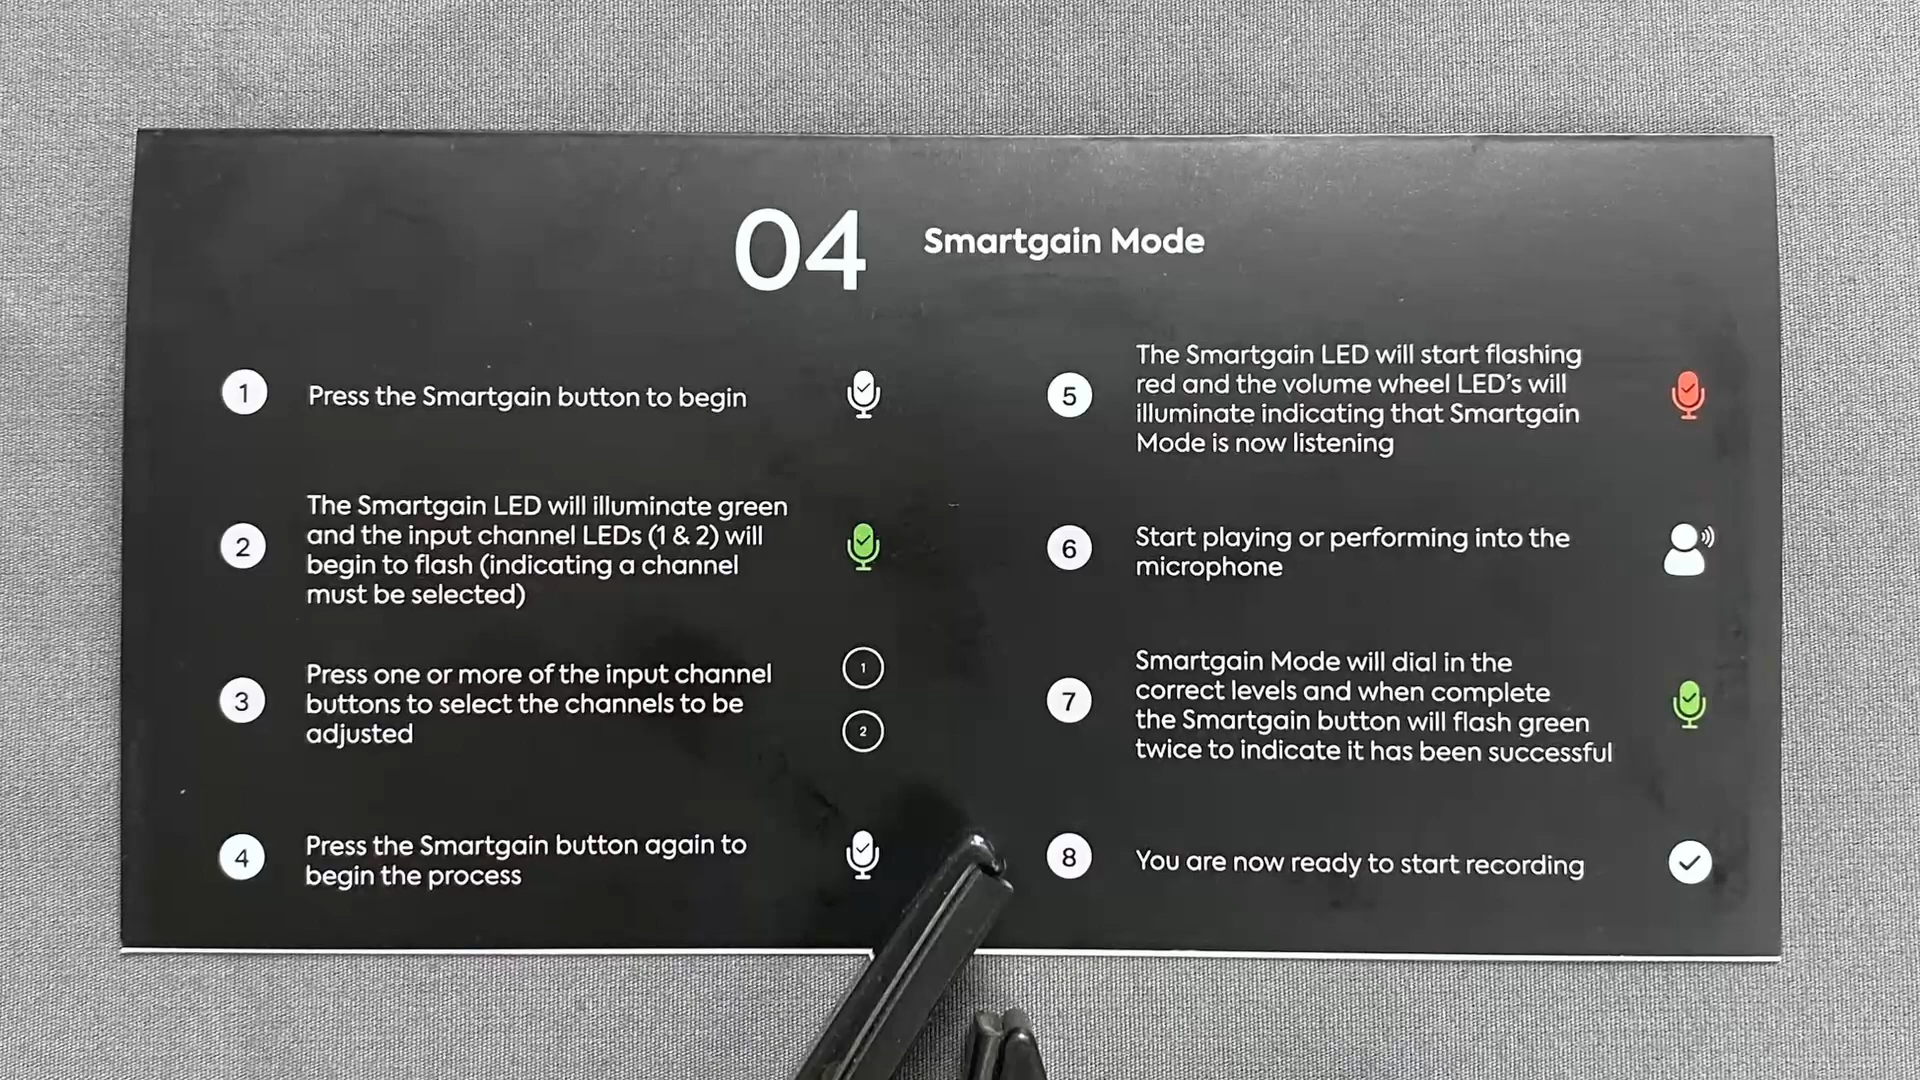 04 Smartgain Mode
1 Press the Smartgain button to begin
2 The Smartgain LED will illuminate green
and the input channel LEDs (1 & 2) will
begin to flash (indicating a channel
must be selected)
3 Press one or more of the input channel
buttons to select the channels to be
adjusted
1
2
4 Press the Smartgain button again to
begin the process
5 The Smartgain LED will start flashing
red and the volume wheel LED's will
illuminate indicating that Smartgain
Mode is now listening
6 Start playing or performing into the
microphone
7 Smartgain Mode will dial in the
correct levels and when complete
the Smartgain button will flash green
twice to indicate it has been successful
8 You are now ready to start recording